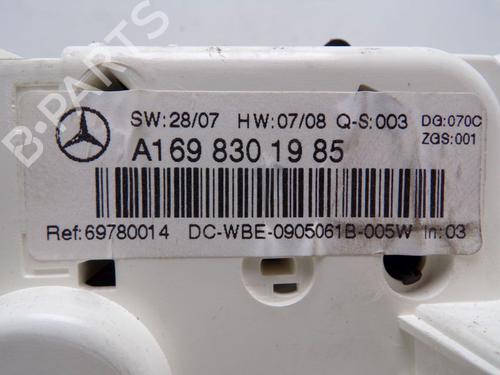 B-PARTS
SW:28/07 HW:07/08 Q-S:003 DG:070C
ZGS:001
A169 830 19 85
Ref:69780014 DC-WBE-0905061B-005W In:03